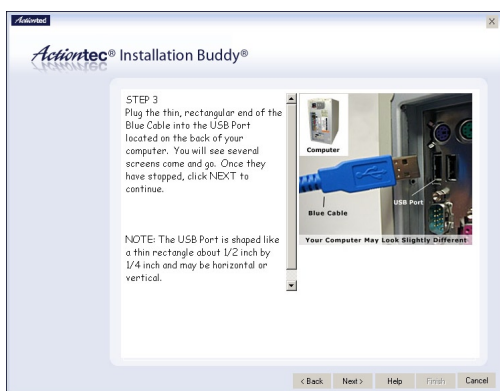 Actiontec
Actiontec® Installation Buddy®
STEP 3
Plug the thin, rectangular end of the
Blue Cable into the USB Port
located on the back of your
computer. You will see several
screens come and go. Once they
have stopped, click NEXT to
continue.
NOTE: The USB Port is shaped like
a thin rectangle about 1/2 inch by
1/4 inch and may be horizontal or
vertical.
Computer
USB Port
Blue Cable
Your Computer May Look Slightly Different
< Back
Next >
Help
Finish
Cancel